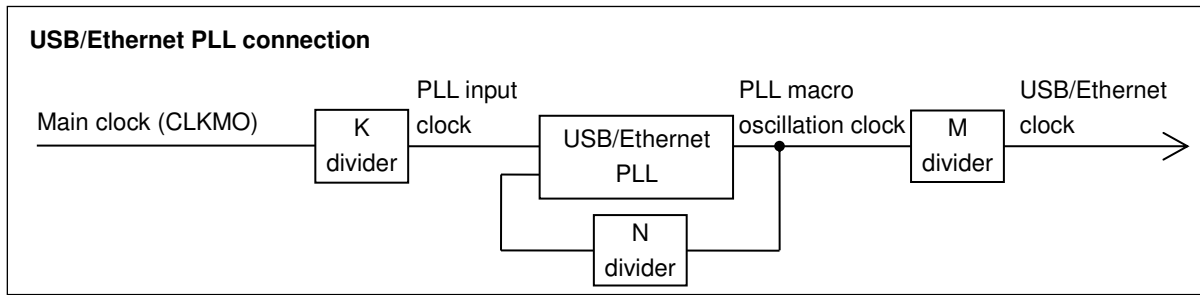 USB/Ethernet PLL connection
Main clock (CLKMO)
K
divider
PLL input
clock
USB/Ethernet
PLL
N
divider
PLL macro
oscillation clock
M
divider
USB/Ethernet
clock